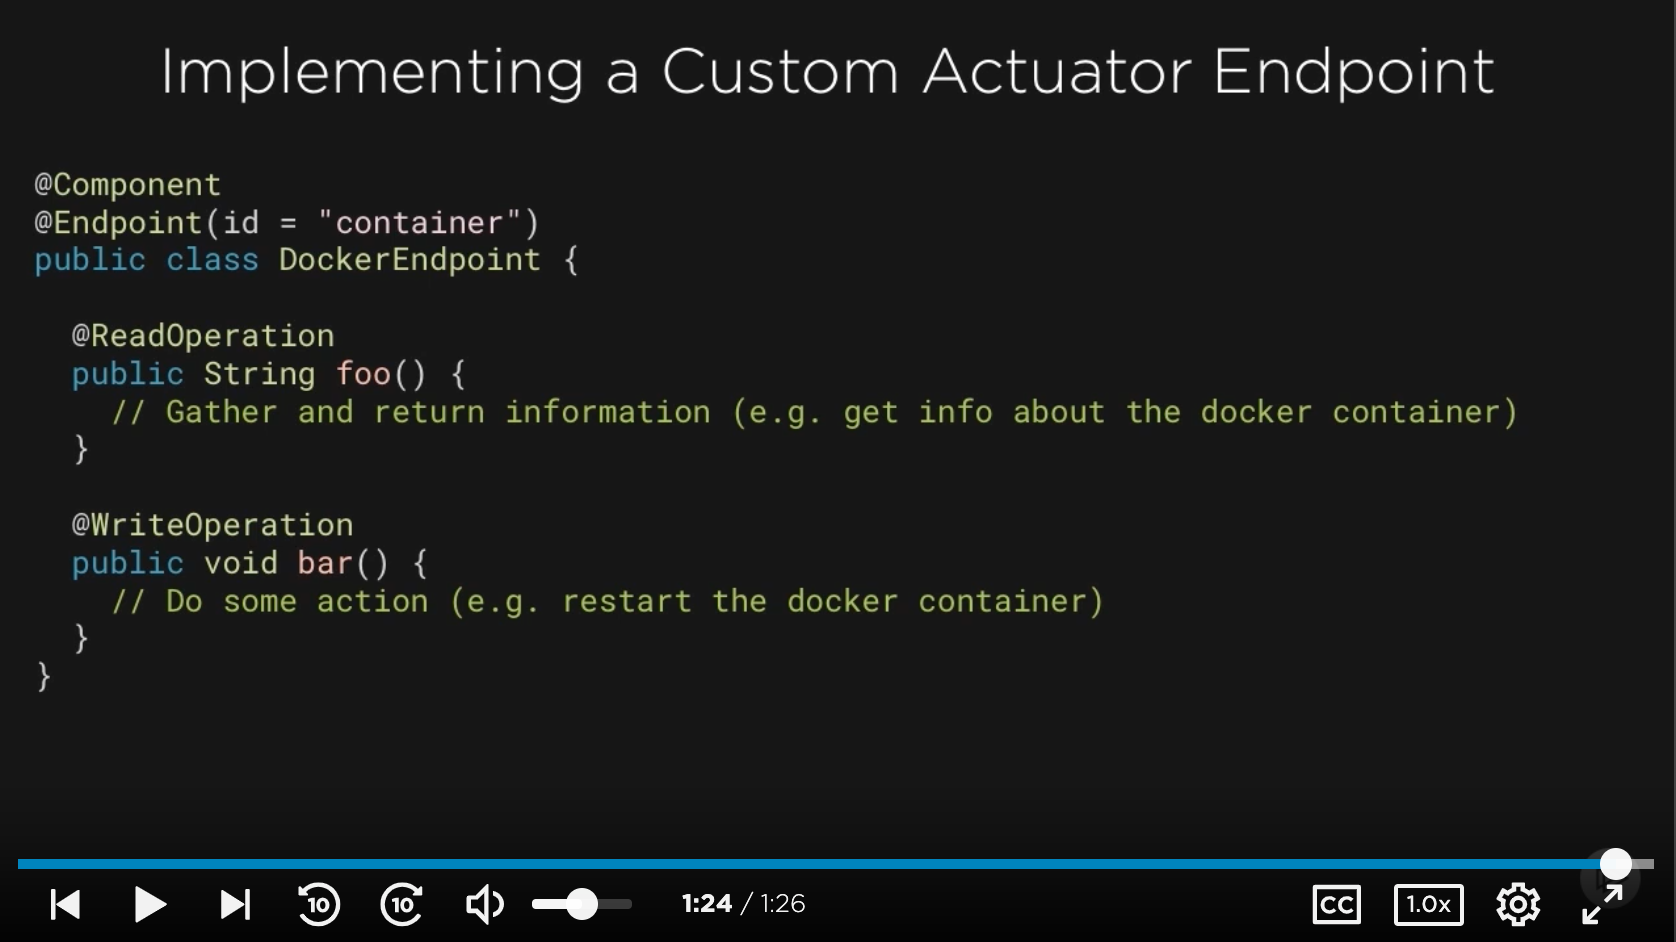 Implementing a Custom Actuator Endpoint
@Component
@Endpoint(id = "container")
public class DockerEndpoint {
@ReadOperation
public String foo() {
// Gather and return information (e.g. get info about the docker container)
}
@WriteOperation
public void bar() {
// Do some action (e.g. restart the docker container)
}
}
10 10 1:24 / 1:26 CC 1.0x